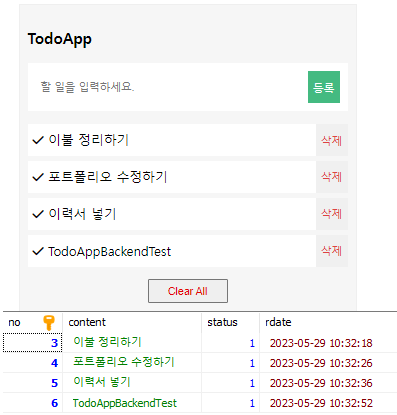 TodoApp
할 일을 입력하세요.
등록
이불 정리하기 삭제
포트폴리오 수정하기 삭제
이력서 넣기 삭제
TodoAppBackendTest 삭제
Clear All
no content status rdate
3 이불 정리하기 1 2023-05-29 10:32:18
4 포트폴리오 수정하기 1 2023-05-29 10:32:26
5 이력서 넣기 1 2023-05-29 10:32:36
6 TodoAppBackendTest 1 2023-05-29 10:32:52